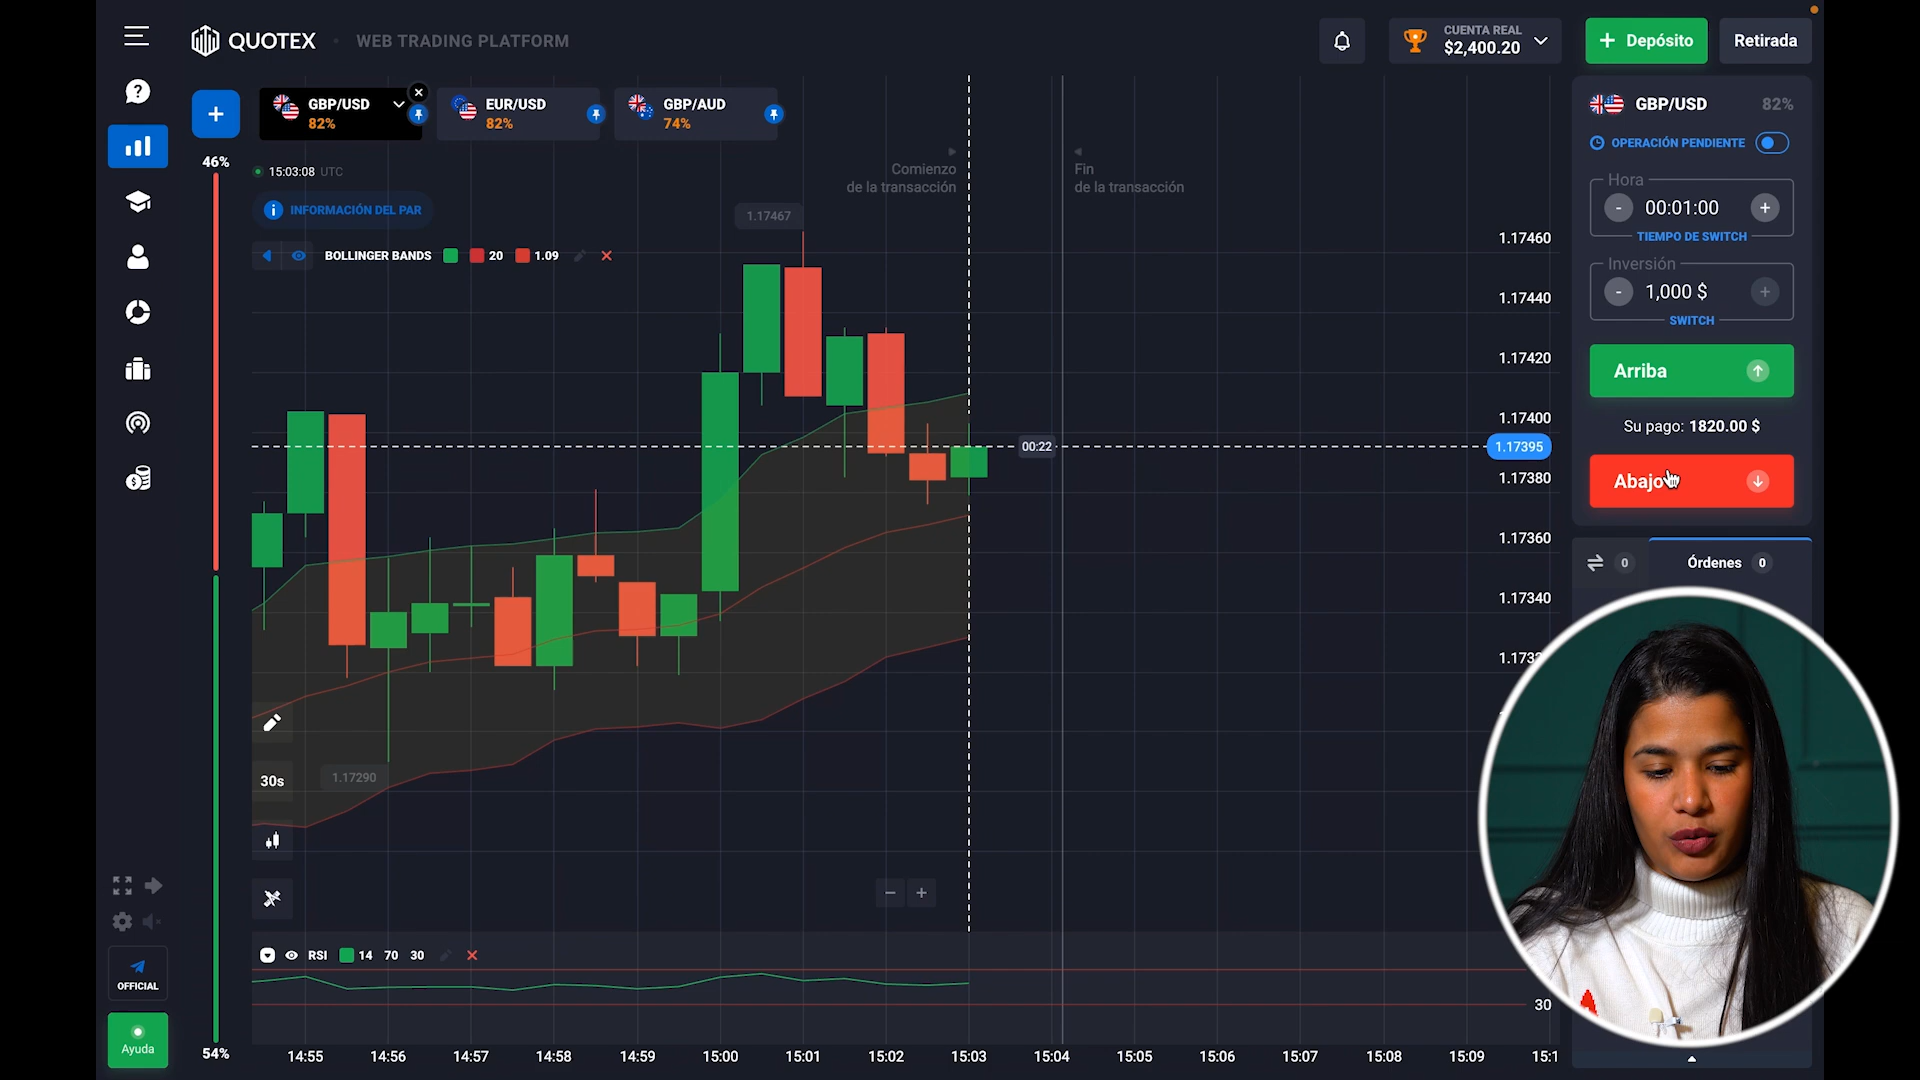 QUOTEX
WEB TRADING PLATFORM
CUENTA REAL
$2,400.20
+ Depósito
Retirada
+
GBP/USD
82%
EUR/USD
82%
GBP/AUD
74%
46%
15:03:08 UTC
INFORMACIÓN DEL PAR
BOLLINGER BANDS 20 1.09
Comienzo
de la transacción
Fin
de la transacción
1.17467
1.17460
1.17440
1.17420
1.17400
00:22
1.17395
1.17380
1.17360
1.17340
1.17290
30s
RSI 14 70 30
30
14:55 14:56 14:57 14:58 14:59 15:00 15:01 15:02 15:03 15:04 15:05 15:06 15:07 15:08 15:09 15:1
54%
OFFICIAL
Ayuda
GBP/USD 82%
OPERACIÓN PENDIENTE
Hora
- 00:01:00 +
TIEMPO DE SWITCH
Inversión
- 1,000 $ +
SWITCH
Arriba
Su pago: 1820.00 $
Abajo
0
Órdenes 0